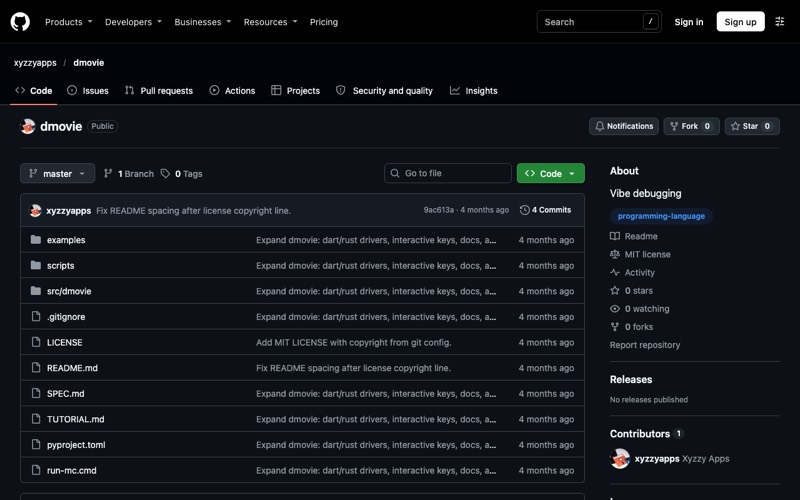 Products Developers Businesses Resources Pricing Search / Sign in Sign up
xyzzyapps / dmovie
Code Issues Pull requests Actions Projects Security and quality Insights
dmovie Public Notifications Fork 0 Star 0
master 1 Branch 0 Tags Go to file Code
xyzzyapps Fix README spacing after license copyright line. 9ac613a · 4 months ago 4 Commits
examples Expand dmovie: dart/rust drivers, interactive keys, docs, a... 4 months ago
scripts Expand dmovie: dart/rust drivers, interactive keys, docs, a... 4 months ago
src/dmovie Expand dmovie: dart/rust drivers, interactive keys, docs, a... 4 months ago
.gitignore Expand dmovie: dart/rust drivers, interactive keys, docs, a... 4 months ago
LICENSE Add MIT LICENSE with copyright from git config. 4 months ago
README.md Fix README spacing after license copyright line. 4 months ago
SPEC.md Expand dmovie: dart/rust drivers, interactive keys, docs, a... 4 months ago
TUTORIAL.md Expand dmovie: dart/rust drivers, interactive keys, docs, a... 4 months ago
pyproject.toml Expand dmovie: dart/rust drivers, interactive keys, docs, a... 4 months ago
run-mc.cmd Expand dmovie: dart/rust drivers, interactive keys, docs, a... 4 months ago
About
Vibe debugging
programming-language
Readme
MIT license
Activity
0 stars
0 watching
0 forks
Report repository
Releases
No releases published
Contributors 1
xyzzyapps Xyzzy Apps